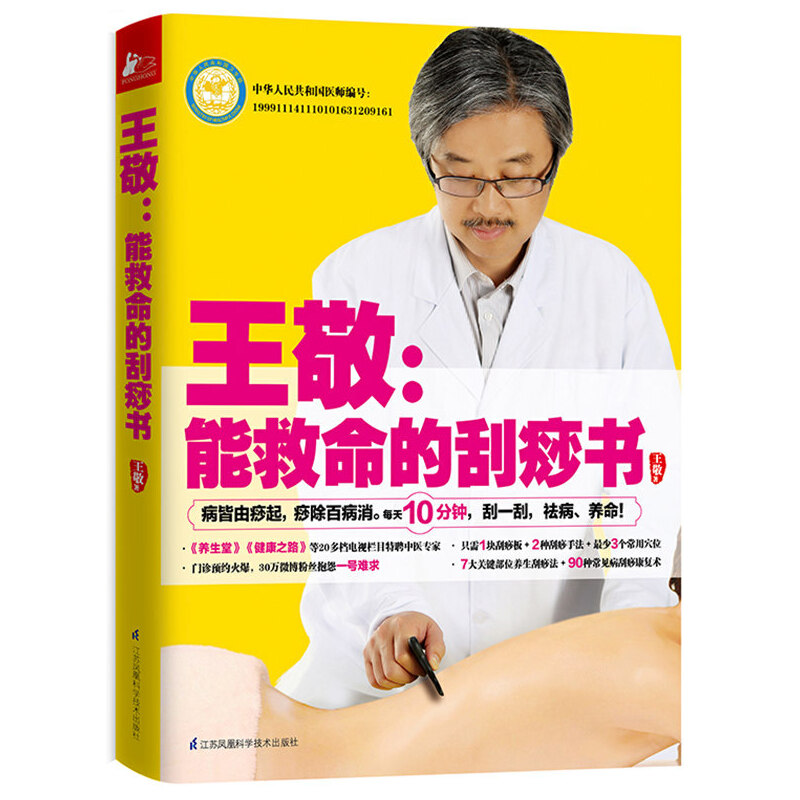 FONGHONG
王敬：能救命的刮痧书
王敬 著
江苏凤凰科学技术出版社
中华人民共和国医师编号：
199911141110101631209161
王敬：
能救命的刮痧书
王敬 著
病皆由痧起，痧除百病消。每天10分钟，刮一刮，祛病、养命！
·《养生堂》《健康之路》等20多档电视栏目特聘中医专家
·门诊预约火爆，30万微博粉丝抱怨一号难求
·只需1块刮痧板+2种刮痧手法+最少3个常用穴位
·7大关键部位养生刮痧法+90种常见病刮痧康复术
江苏凤凰科学技术出版社